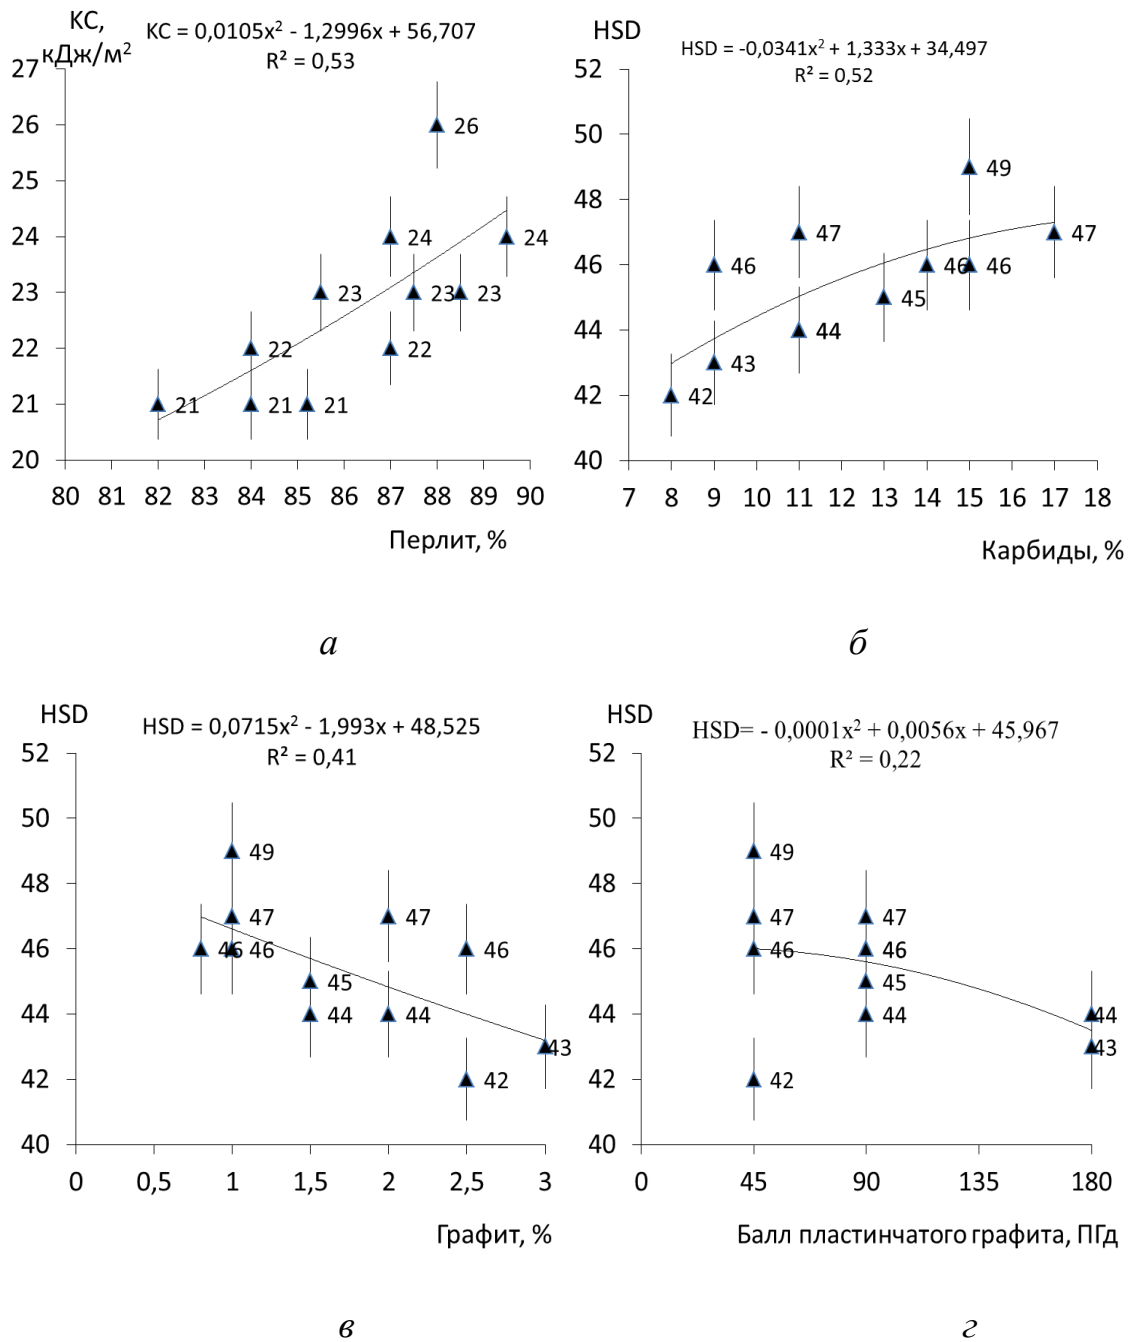 KC,
кДж/м²
KC = 0,0105x² - 1,2996x + 56,707
R² = 0,53
27
26
25
24
23
22
21
20
26
24 24
23 23 23
22 22
21 21 21
80 81 82 83 84 85 86 87 88 89 90
Перлит, %
а
HSD
HSD = -0,0341x² + 1,333x + 34,497
R² = 0,52
52
50
48
46
44
42
40
49
47 47
46 46 46
45
44
43
42
7 8 9 10 11 12 13 14 15 16 17 18
Карбиды, %
б
HSD
HSD = 0,0715x² - 1,993x + 48,525
R² = 0,41
52
50
48
46
44
42
40
49
47 47
46 46 46
45
44 44
43
42
0 0,5 1 1,5 2 2,5 3
Графит, %
в
HSD
HSD= - 0,0001x² + 0,0056x + 45,967
R² = 0,22
52
50
48
46
44
42
40
49
47 47
46 46
45
44 44
43
42
0 45 90 135 180
Балл пластинчатого графита, ПГд
г